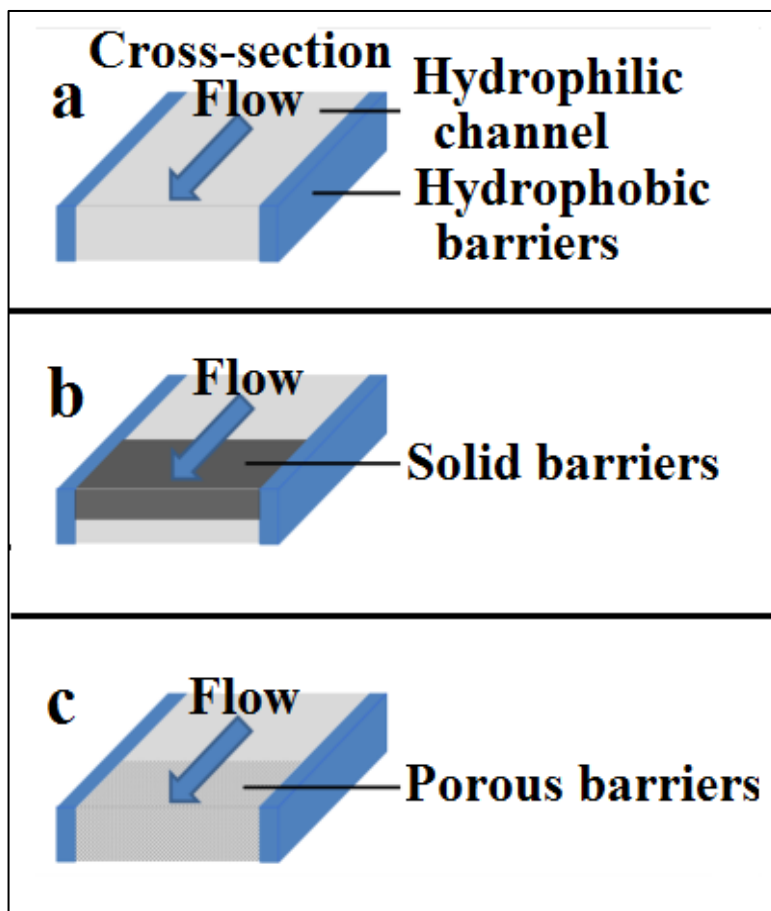 Cross-section
a
Flow
Hydrophilic
channel
Hydrophobic
barriers
b
Flow
Solid barriers
c
Flow
Porous barriers